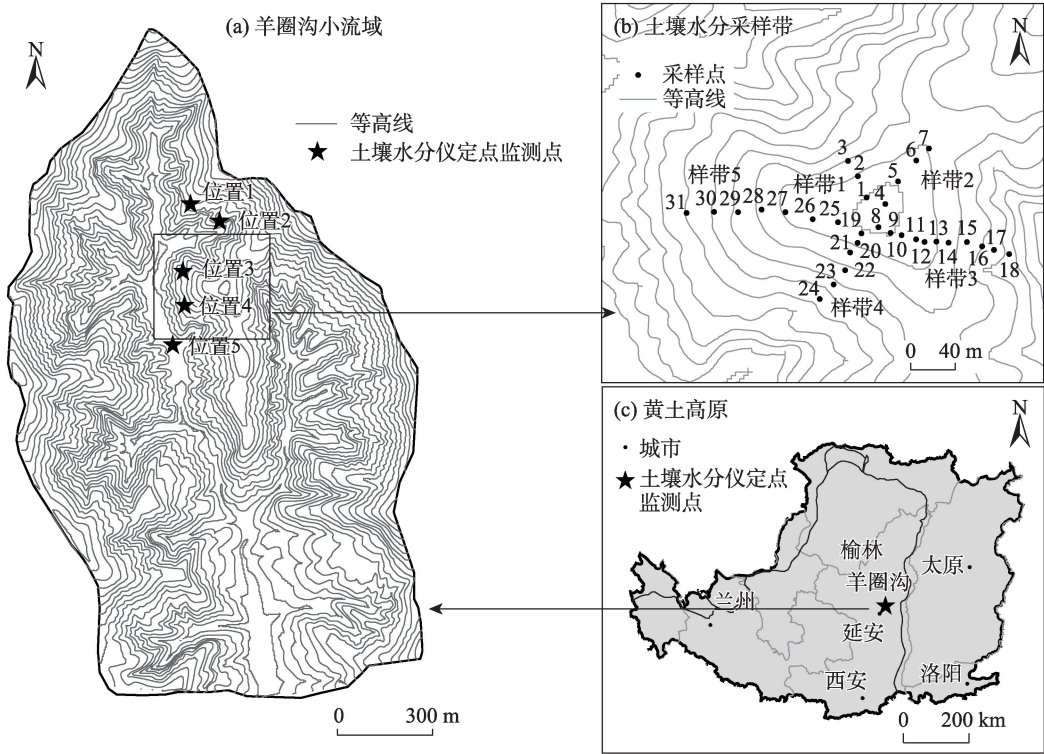 (a) 羊圈沟小流域
N
等高线
土壤水分仪定点监测点
位置1
位置2
位置3
位置4
位置5
0 300 m
(b) 土壤水分采样带
N
采样点
等高线
7
3
6
2
5
样带5
样带1
样带2
1
4
31
30
29
28
27
26
25
19
8
9
11
13
15
17
21
20
10
12
14
16
18
23
22
样带3
24
样带4
0 40 m
(c) 黄土高原
N
城市
土壤水分仪定点
监测点
榆林
羊圈沟
太原
兰州
延安
西安
洛阳
0 200 km